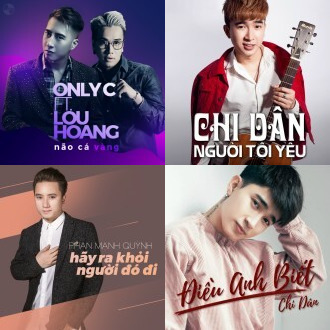 ONLY C
FT.
LOU
HOANG
não cá vàng
CHI DÂN
NGƯỜI TÔI YÊU
PHAN MẠNH QUỲNH
hãy ra khỏi
người đó đi
Điều Anh Biết
Chi Dân